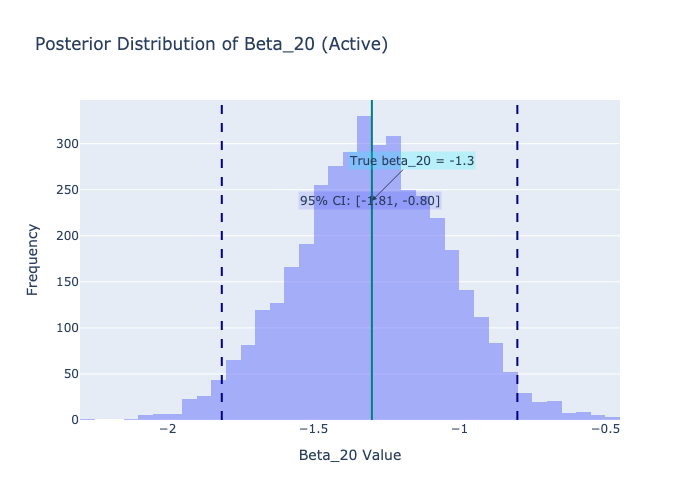 Posterior Distribution of Beta_20 (Active)
300
250
200
150
100
50
0
Frequency
True beta_20 = -1.3
95% CI: [-1.81, -0.80]
−2
−1.5
−1
−0.5
Beta_20 Value